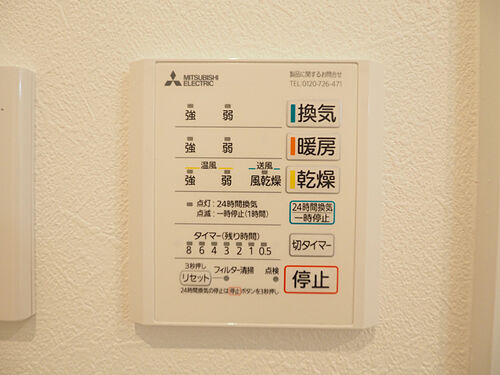 MITSUBISHI
ELECTRIC
製品に関するお問合せ
TEL:0120-726-471
強 弱 換気
強 弱 暖房
温風 送風
強 弱 風乾燥 乾燥
点灯:24時間換気
点滅:一時停止(1時間)
24時間換気
一時停止
タイマー(残り時間)
8 6 4 3 2 1 0.5
切タイマー
3秒押し
リセット フィルター清掃 点検
停止
24時間換気の停止は停止ボタンを3秒押し